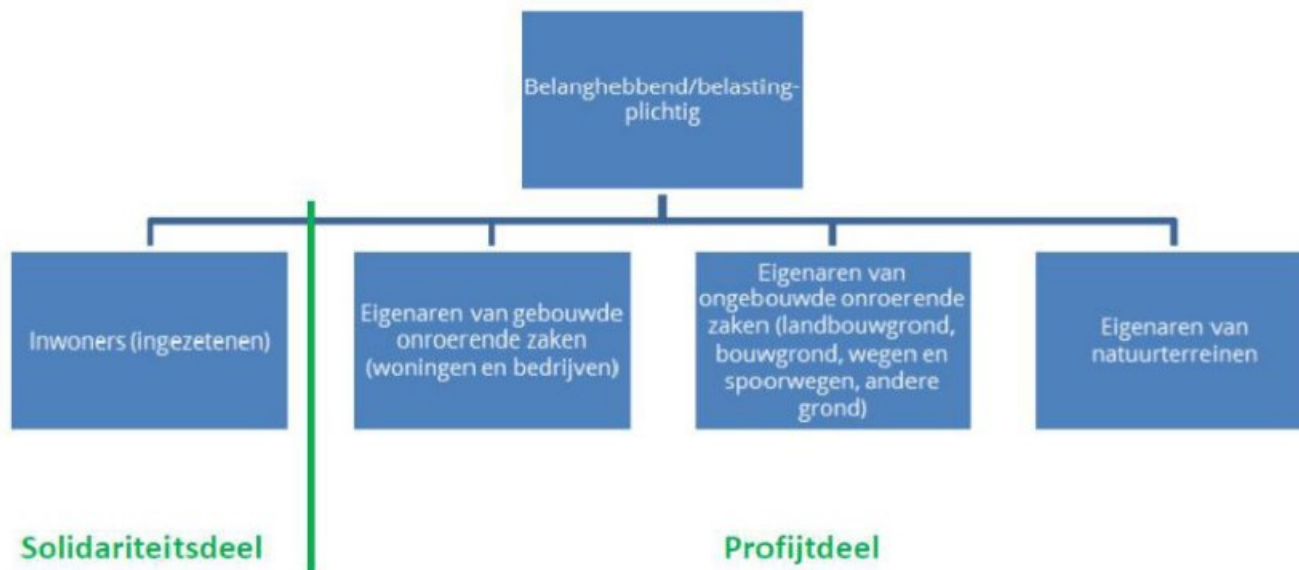 Belanghebbend/belasting-
plichtig
Inwoners (ingezetenen)
Eigenaren van gebouwde
onroerende zaken
(woningen en bedrijven)
Eigenaren van
ongebouwde onroerende
zaken (landbouwgrond,
bouwgrond, wegen en
spoorwegen, andere
grond)
Eigenaren van
natuurterreinen
Solidariteitsdeel
Profijtdeel